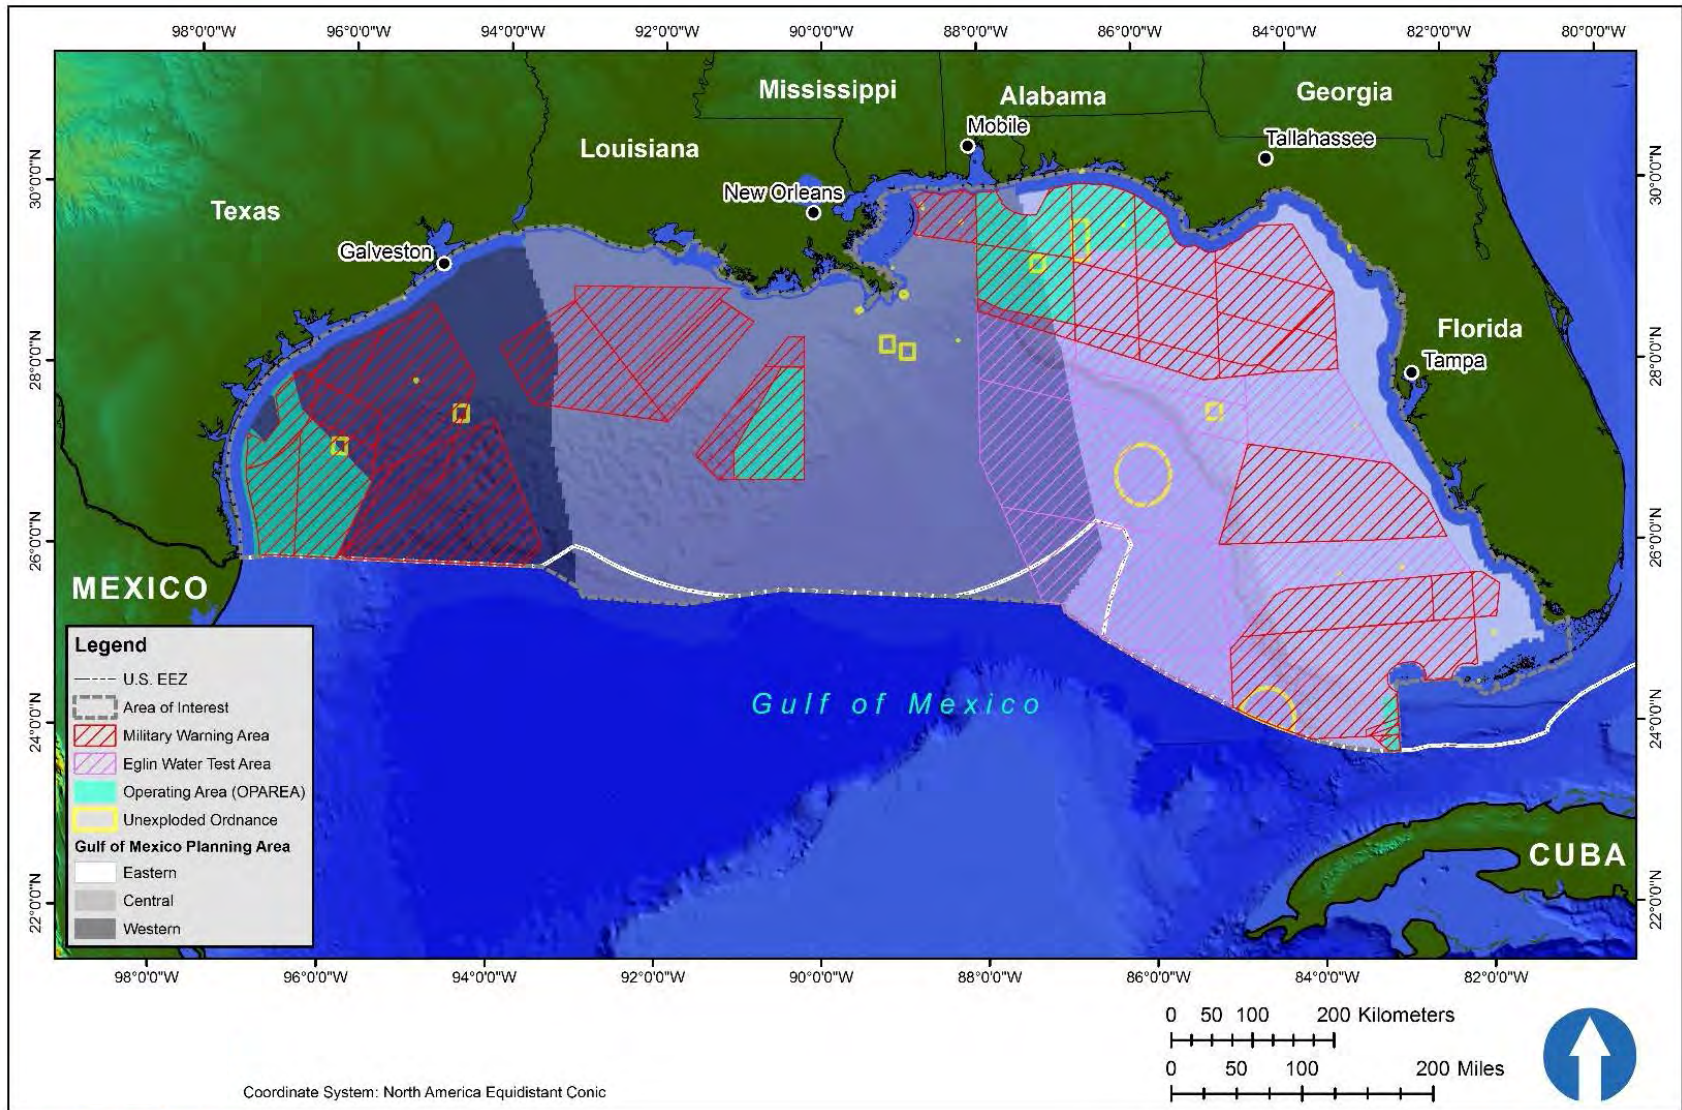 98°0'0"W 96°0'0"W 94°0'0"W 92°0'0"W 90°0'0"W 88°0'0"W 86°0'0"W 84°0'0"W 82°0'0"W 80°0'0"W
Mississippi
Alabama
Georgia
Mobile
Tallahassee
Louisiana
New Orleans
Texas
Galveston
Florida
Tampa
30°0'0"N
28°0'0"N
26°0'0"N
24°0'0"N
22°0'0"N
30°0'0"N
28°0'0"N
26°0'0"N
24°0'0"N
22°0'0"N
MEXICO
Gulf of Mexico
CUBA
Legend
U.S. EEZ
Area of Interest
Military Warning Area
Eglin Water Test Area
Operating Area (OPAREA)
Unexploded Ordnance
Gulf of Mexico Planning Area
Eastern
Central
Western
98°0'0"W 96°0'0"W 94°0'0"W 92°0'0"W 90°0'0"W 88°0'0"W 86°0'0"W 84°0'0"W 82°0'0"W
0 50 100 200 Kilometers
0 50 100 200 Miles
Coordinate System: North America Equidistant Conic